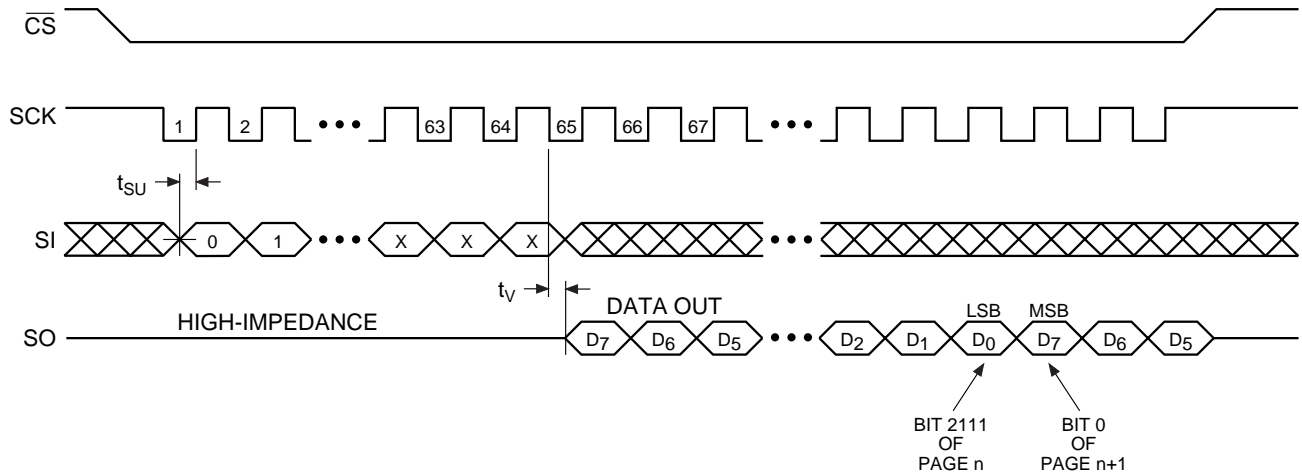 CS
SCK
1 2 63 64 65 66 67
tSU
SI
0 1 X X X
tV
DATA OUT
HIGH-IMPEDANCE
LSB MSB
SO
D7 D6 D5 D2 D1 D0 D7 D6 D5
BIT 2111
OF
PAGE n
BIT 0
OF
PAGE n+1